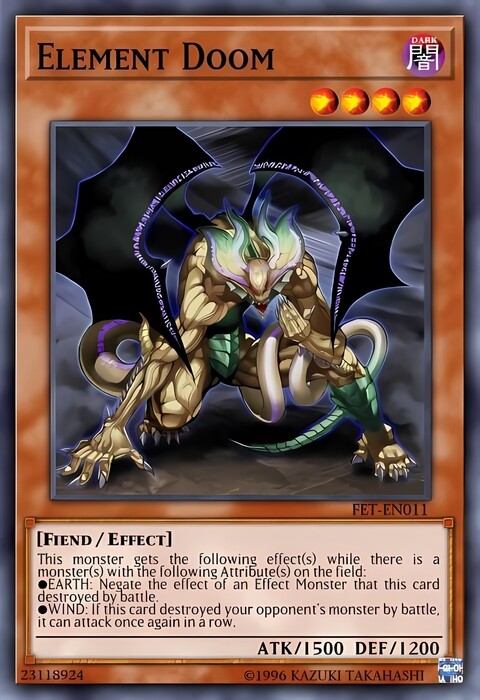 ELEMENT DOOM
DARK
闇
FET-EN011
[FIEND / EFFECT]
This monster gets the following effect(s) while there is a
monster(s) with the following Attribute(s) on the field:
●EARTH: Negate the effect of an Effect Monster that this card
destroyed by battle.
●WIND: If this card destroyed your opponent's monster by battle,
it can attack once again in a row.
ATK/1500 DEF/1200
23118924
©1996 KAZUKI TAKAHASHI